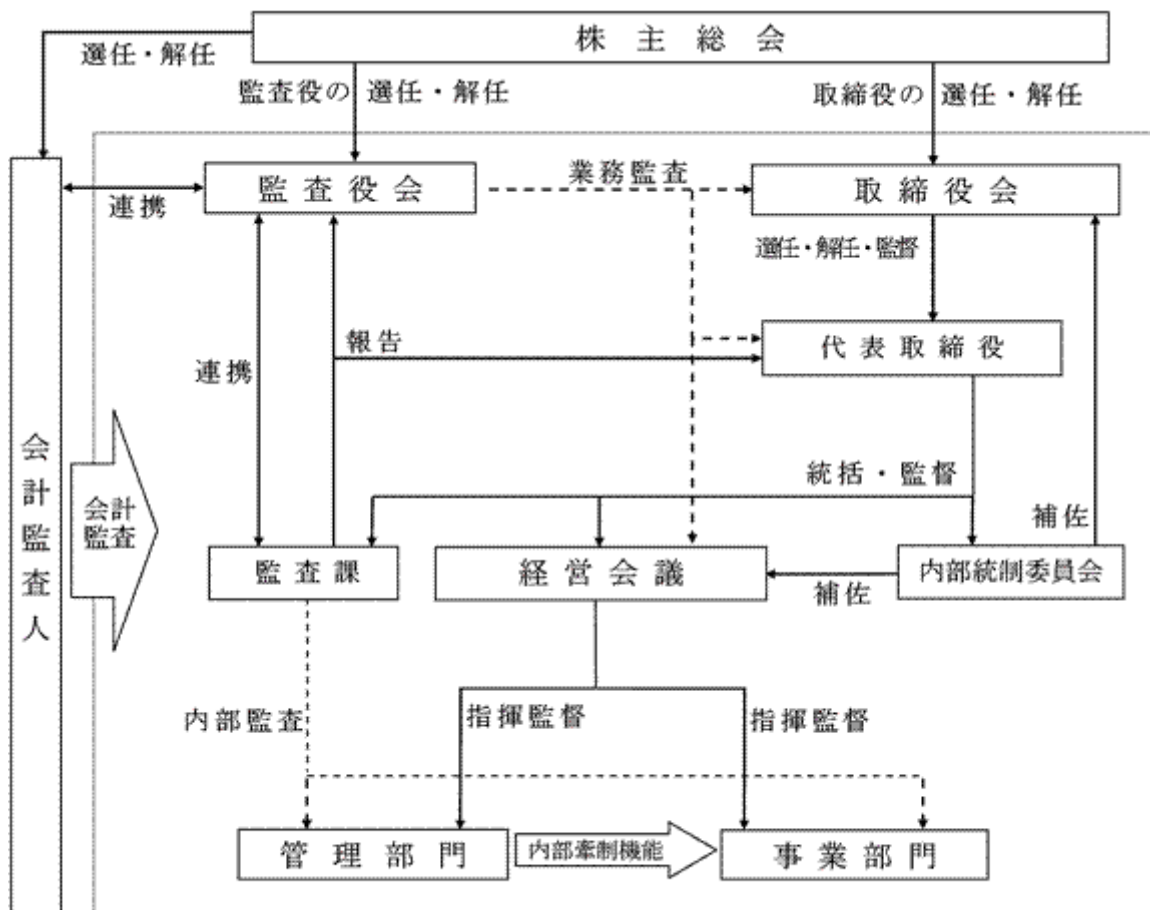 株主総会
選任・解任
監査役の 選任・解任
取締役の 選任・解任
監査役会
業務監査
取締役会
連携
選任・解任・監督
報告
代表取締役
連携
会計監査人
会計
監査
統括・監督
補佐
監査課
経営会議
内部統制委員会
補佐
内部監査
指揮監督
指揮監督
管理部門
内部牽制機能
事業部門